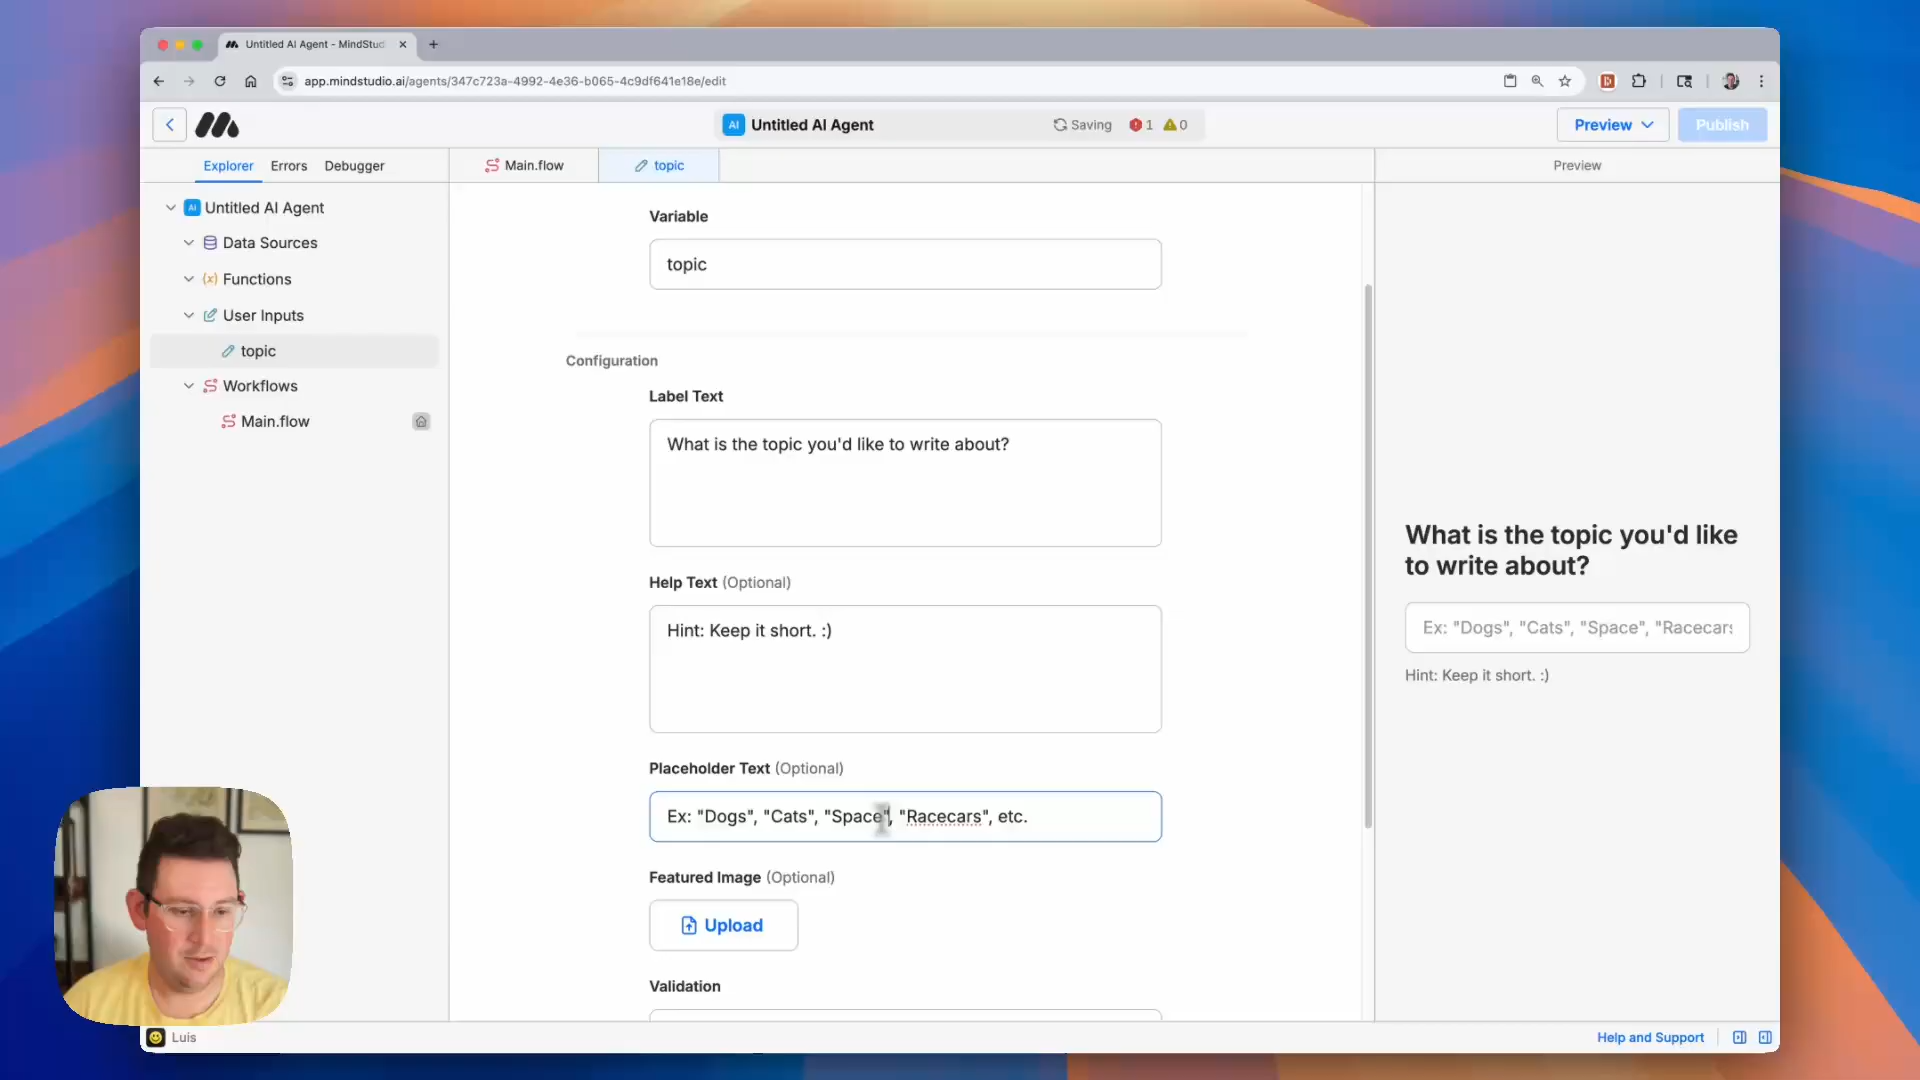 Untitled AI Agent - MindStud
app.mindstudio.ai/agents/347c723a-4992-4e36-b065-4c9df641e18e/edit
AI Untitled AI Agent
Saving
1
0
Preview
Publish
Explorer
Errors
Debugger
Main.flow
topic
Preview
AI Untitled AI Agent
Data Sources
(x) Functions
User Inputs
topic
Workflows
Main.flow
Variable
topic
Configuration
Label Text
What is the topic you'd like to write about?
Help Text (Optional)
Hint: Keep it short. :)
Placeholder Text (Optional)
Ex: "Dogs", "Cats", "Space", "Racecars", etc.
Featured Image (Optional)
Upload
Validation
What is the topic you'd like
to write about?
Ex: "Dogs", "Cats", "Space", "Racecars
Hint: Keep it short. :)
Luis
Help and Support